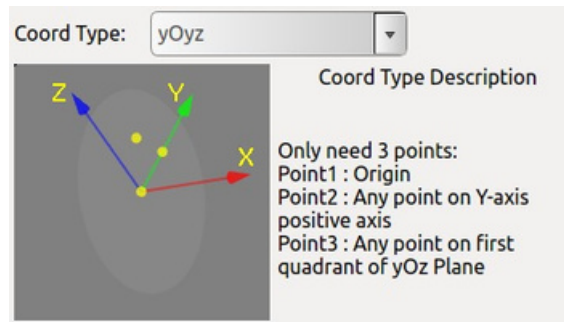 Coord Type: yOyz
Coord Type Description
Z
Y
X
Only need 3 points:
Point1 : Origin
Point2 : Any point on Y-axis
positive axis
Point3 : Any point on first
quadrant of yOz Plane